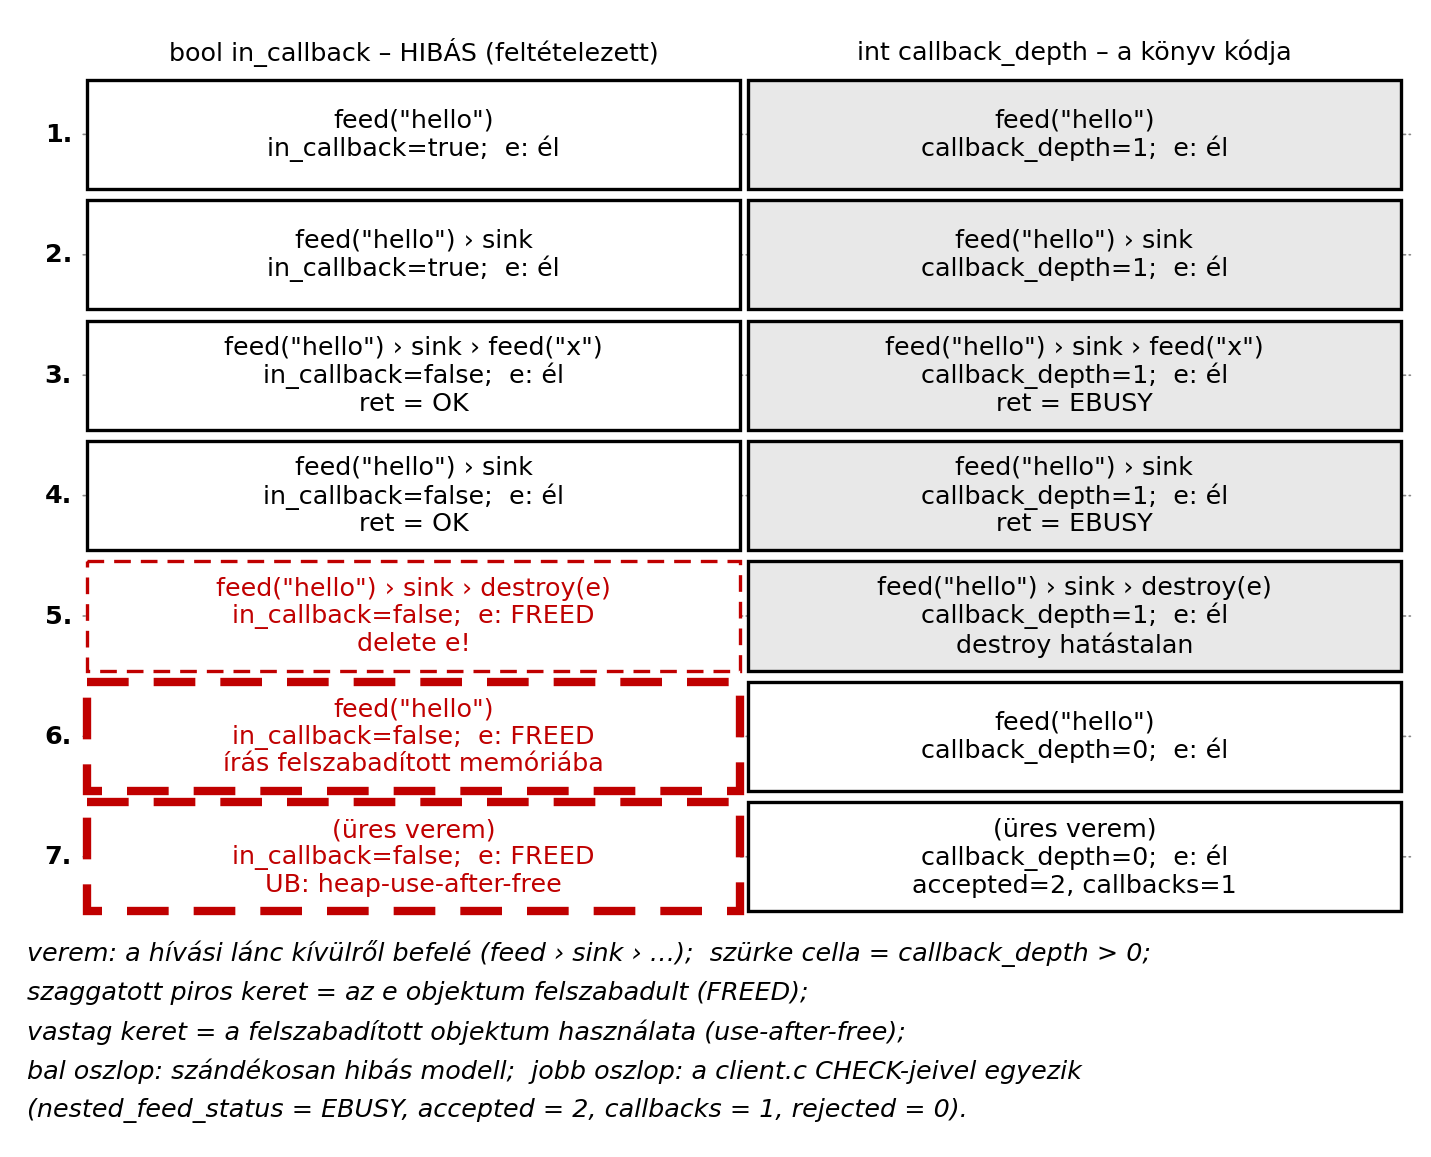 bool in_callback – HIBÁS (feltételezett)
int callback_depth – a könyv kódja
1.
feed("hello")
in_callback=true;  e: él
feed("hello")
callback_depth=1;  e: él
2.
feed("hello") › sink
in_callback=true;  e: él
feed("hello") › sink
callback_depth=1;  e: él
3.
feed("hello") › sink › feed("x")
in_callback=false;  e: él
ret = OK
feed("hello") › sink › feed("x")
callback_depth=1;  e: él
ret = EBUSY
4.
feed("hello") › sink
in_callback=false;  e: él
ret = OK
feed("hello") › sink
callback_depth=1;  e: él
ret = EBUSY
5.
feed("hello") › sink › destroy(e)
in_callback=false;  e: FREED
delete e!
feed("hello") › sink › destroy(e)
callback_depth=1;  e: él
destroy hatástalan
6.
feed("hello")
in_callback=false;  e: FREED
írás felszabadított memóriába
feed("hello")
callback_depth=0;  e: él
7.
(üres verem)
in_callback=false;  e: FREED
UB: heap-use-after-free
(üres verem)
callback_depth=0;  e: él
accepted=2, callbacks=1
verem: a hívási lánc kívülről befelé (feed › sink › …);  szürke cella = callback_depth > 0;
szaggatott piros keret = az e objektum felszabadult (FREED);
vastag keret = a felszabadított objektum használata (use-after-free);
bal oszlop: szándékosan hibás modell;  jobb oszlop: a client.c CHECK-jeivel egyezik
(nested_feed_status = EBUSY, accepted = 2, callbacks = 1, rejected = 0).